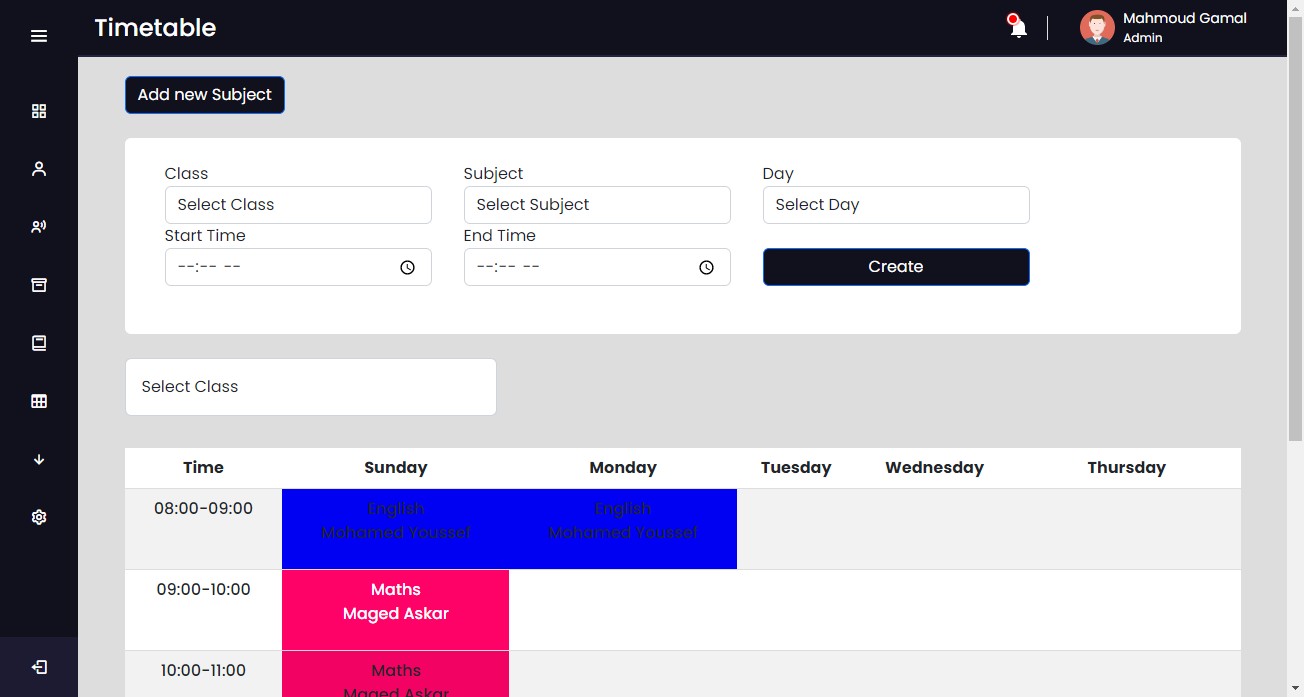 Timetable
Mahmoud Gamal
Admin
Add new Subject
Class Subject Day
Select Class Select Subject Select Day
Start Time End Time
--:-- -- --:-- -- Create
Select Class
Time Sunday Monday Tuesday Wednesday Thursday
08:00-09:00 English English
Mohamed Youssef Mohamed Youssef
09:00-10:00 Maths
Maged Askar
10:00-11:00 Maths
Maged Askar